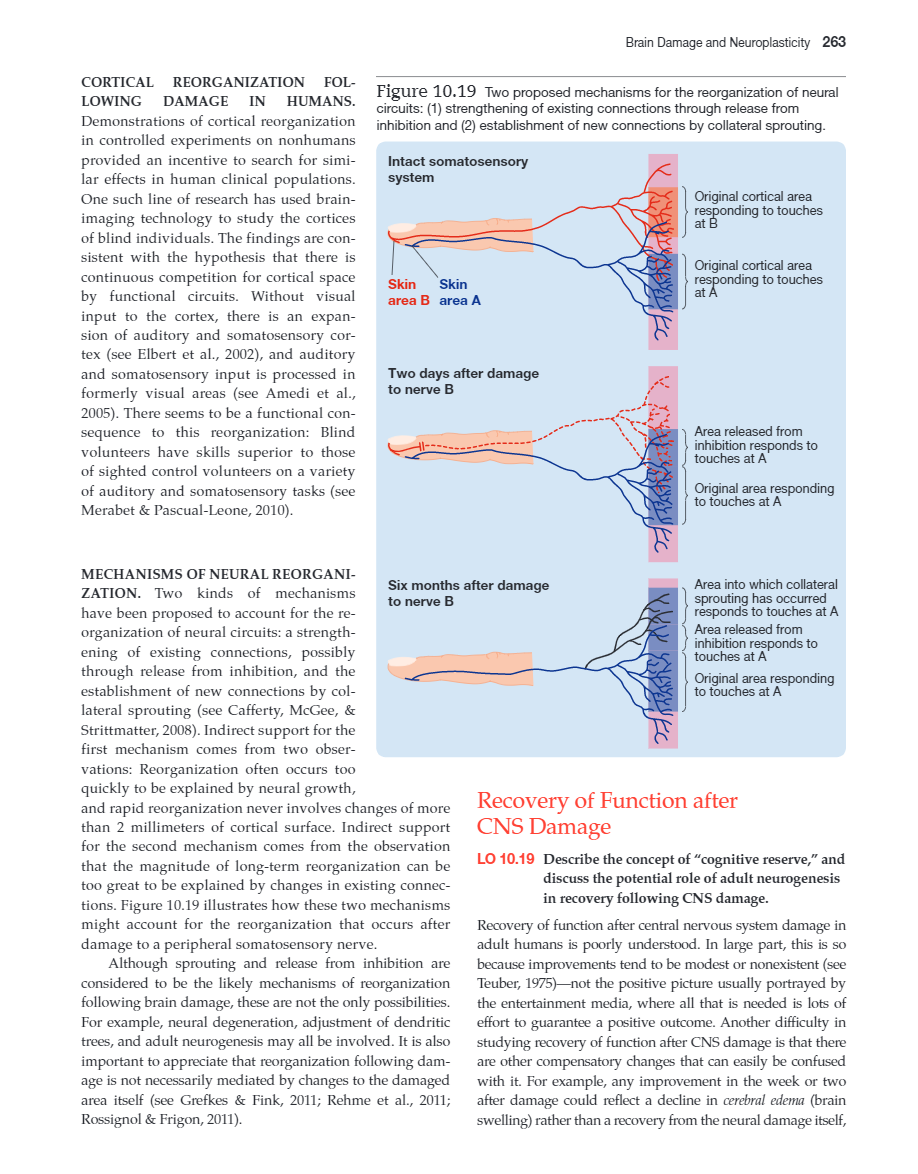 Brain Damage and Neuroplasticity 263
CORTICAL REORGANIZATION FOL-
LOWING DAMAGE IN HUMANS.
Demonstrations of cortical reorganization
in controlled experiments on nonhumans
provided an incentive to search for simi-
lar effects in human clinical populations.
One such line of research has used brain-
imaging technology to study the cortices
of blind individuals. The findings are con-
sistent with the hypothesis that there is
continuous competition for cortical space
by functional circuits. Without visual
input to the cortex, there is an expan-
sion of auditory and somatosensory cor-
tex (see Elbert et al., 2002), and auditory
and somatosensory input is processed in
formerly visual areas (see Amedi et al.,
2005). There seems to be a functional con-
sequence to this reorganization: Blind
volunteers have skills superior to those
of sighted control volunteers on a variety
of auditory and somatosensory tasks (see
Merabet & Pascual-Leone, 2010).
MECHANISMS OF NEURAL REORGANI-
ZATION. Two kinds of mechanisms
have been proposed to account for the re-
organization of neural circuits: a strength-
ening of existing connections, possibly
through release from inhibition, and the
establishment of new connections by col-
lateral sprouting (see Cafferty, McGee, &
Strittmatter, 2008). Indirect support for the
first mechanism comes from two obser-
vations: Reorganization often occurs too
quickly to be explained by neural growth,
and rapid reorganization never involves changes of more
than 2 millimeters of cortical surface. Indirect support
for the second mechanism comes from the observation
that the magnitude of long-term reorganization can be
too great to be explained by changes in existing connec-
tions. Figure 10.19 illustrates how these two mechanisms
might account for the reorganization that occurs after
damage to a peripheral somatosensory nerve.
Although sprouting and release from inhibition are
considered to be the likely mechanisms of reorganization
following brain damage, these are not the only possibilities.
For example, neural degeneration, adjustment of dendritic
trees, and adult neurogenesis may all be involved. It is also
important to appreciate that reorganization following dam-
age is not necessarily mediated by changes to the damaged
area itself (see Grefkes & Fink, 2011; Rehme et al., 2011;
Rossignol & Frigon, 2011).
Figure 10.19 Two proposed mechanisms for the reorganization of neural
circuits: (1) strengthening of existing connections through release from
inhibition and (2) establishment of new connections by collateral sprouting.
Intact somatosensory
system
Original cortical area
responding to touches
at B
Original cortical area
responding to touches
at A
Skin
area B
Skin
area A
Two days after damage
to nerve B
Area released from
inhibition responds to
touches at A
Original area responding
to touches at A
Six months after damage
to nerve B
Area into which collateral
sprouting has occurred
responds to touches at A
Area released from
inhibition responds to
touches at A
Original area responding
to touches at A
Recovery of Function after
CNS Damage
LO 10.19 Describe the concept of “cognitive reserve,” and
discuss the potential role of adult neurogenesis
in recovery following CNS damage.
Recovery of function after central nervous system damage in
adult humans is poorly understood. In large part, this is so
because improvements tend to be modest or nonexistent (see
Teuber, 1975)—not the positive picture usually portrayed by
the entertainment media, where all that is needed is lots of
effort to guarantee a positive outcome. Another difficulty in
studying recovery of function after CNS damage is that there
are other compensatory changes that can easily be confused
with it. For example, any improvement in the week or two
after damage could reflect a decline in cerebral edema (brain
swelling) rather than a recovery from the neural damage itself,